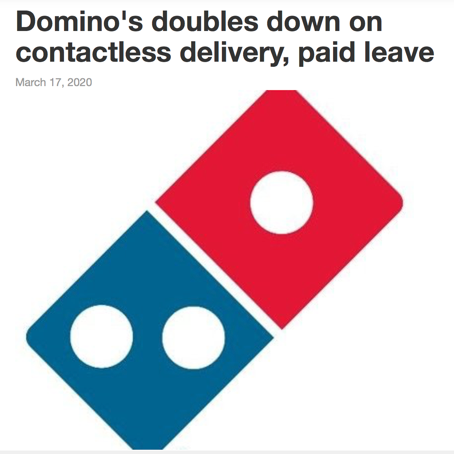 Domino's doubles down on
contactless delivery, paid leave
March 17, 2020